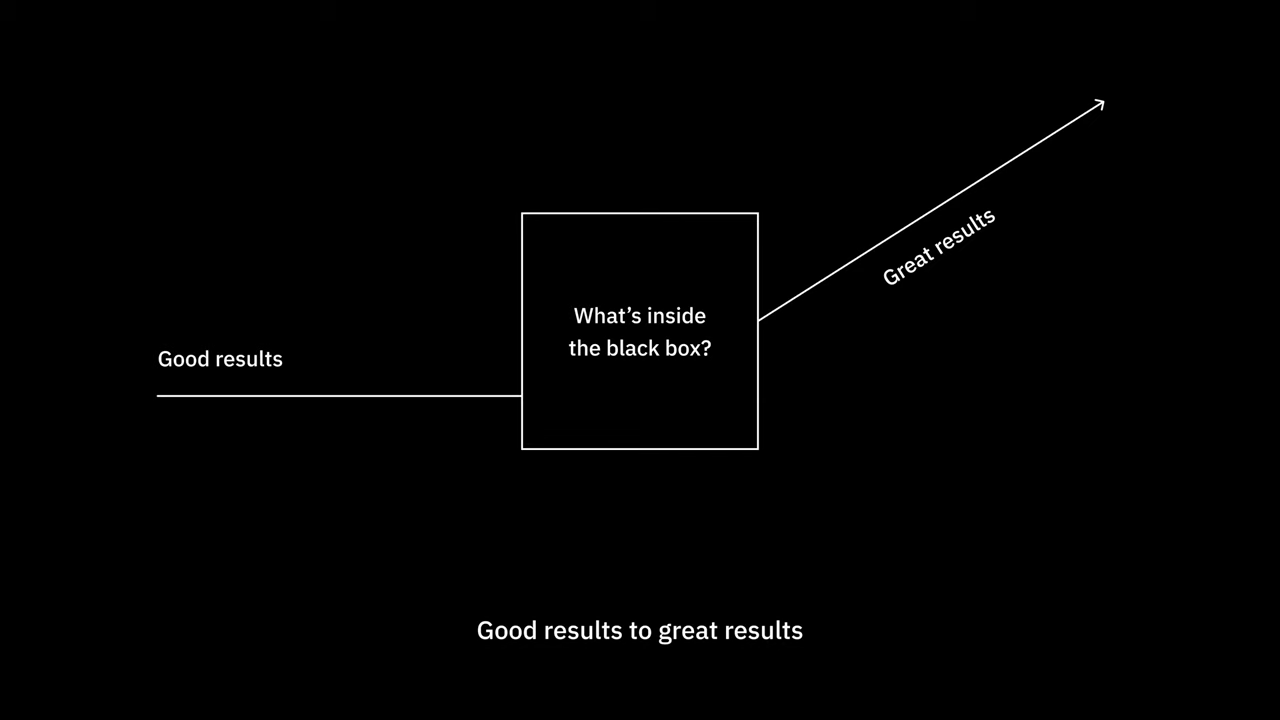 Good results
What’s inside
the black box?
Great results
Good results to great results